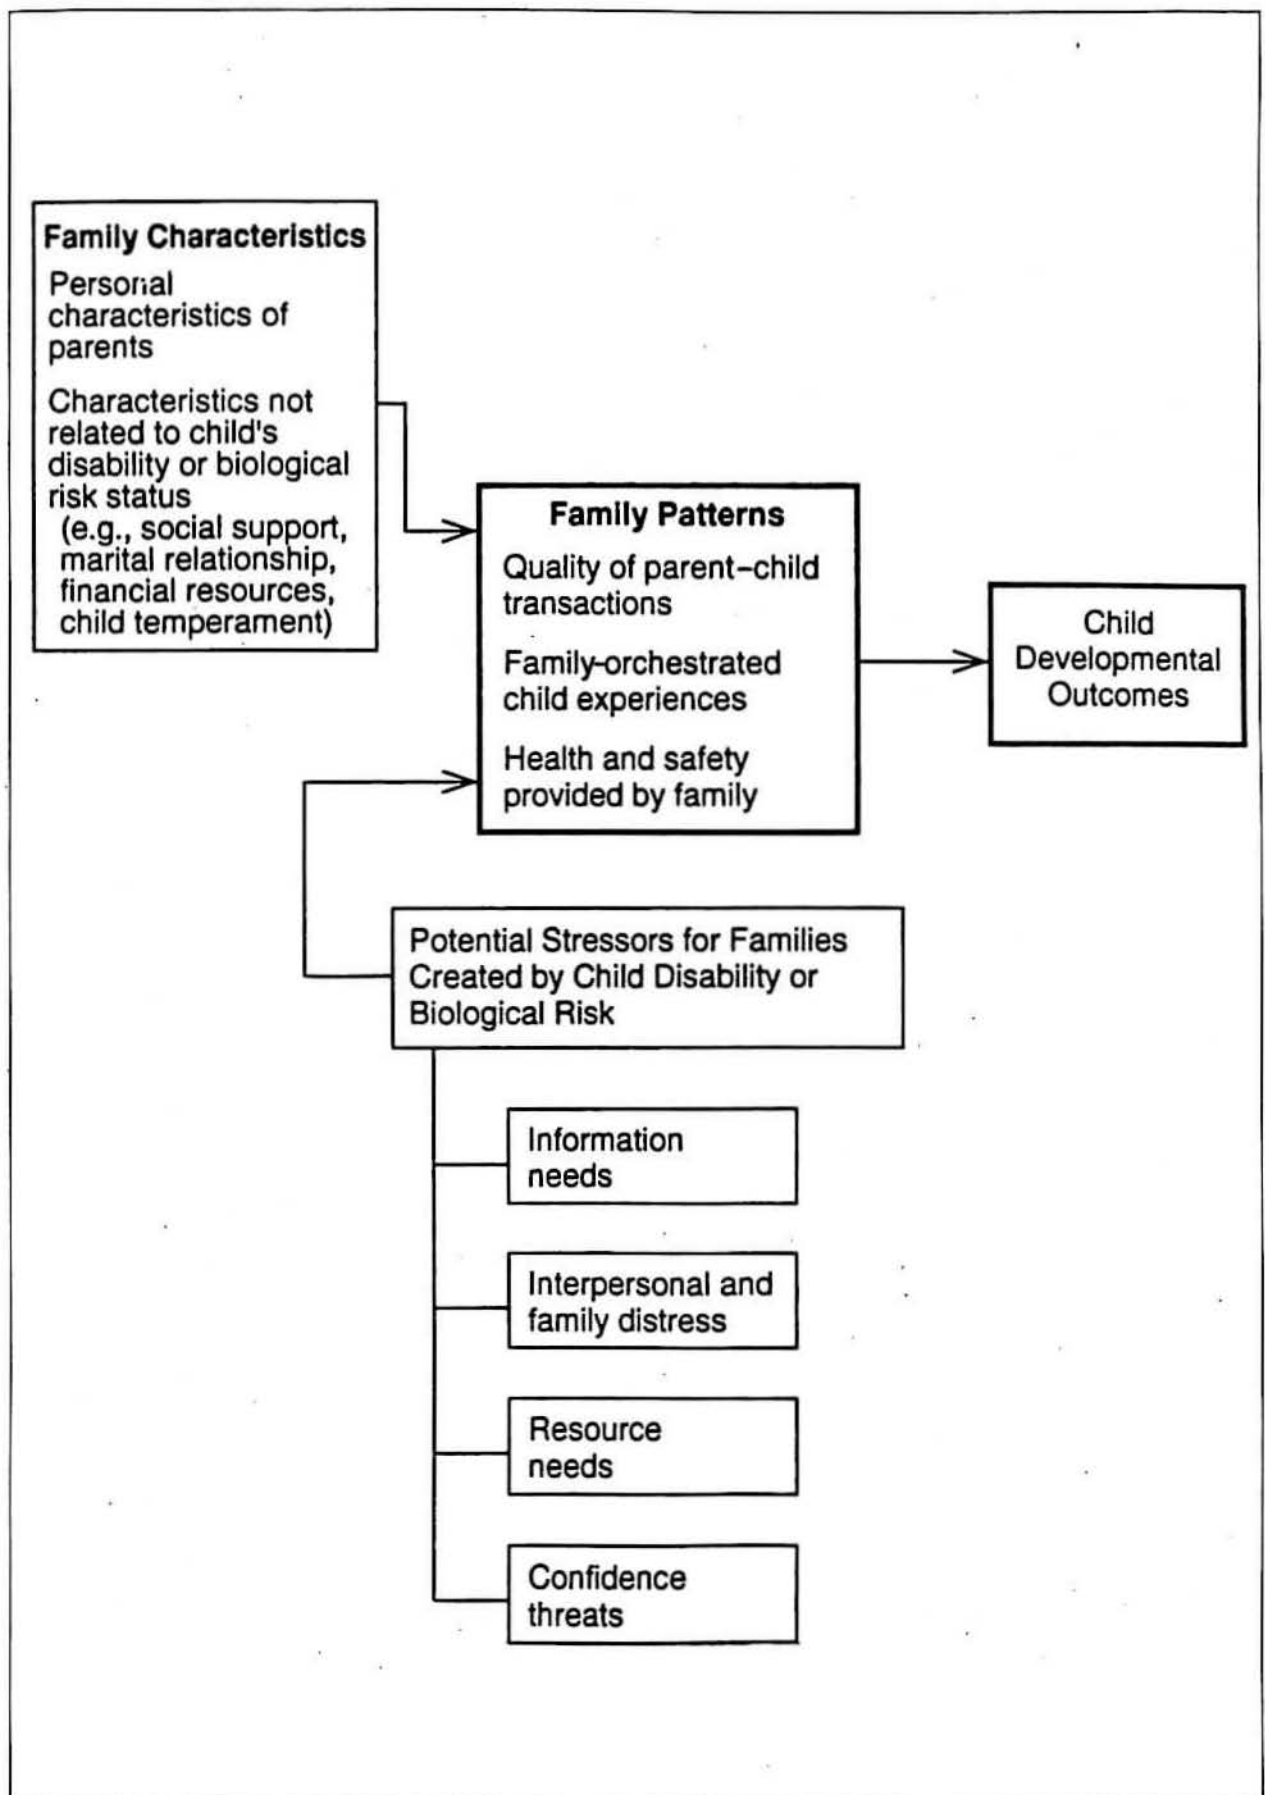 Family Characteristics
Personal
characteristics of
parents
Characteristics not
related to child's
disability or biological
risk status
(e.g., social support,
marital relationship,
financial resources,
child temperament)
Family Patterns
Quality of parent–child
transactions
Family-orchestrated
child experiences
Health and safety
provided by family
Child
Developmental
Outcomes
Potential Stressors for Families
Created by Child Disability or
Biological Risk
Information
needs
Interpersonal and
family distress
Resource
needs
Confidence
threats